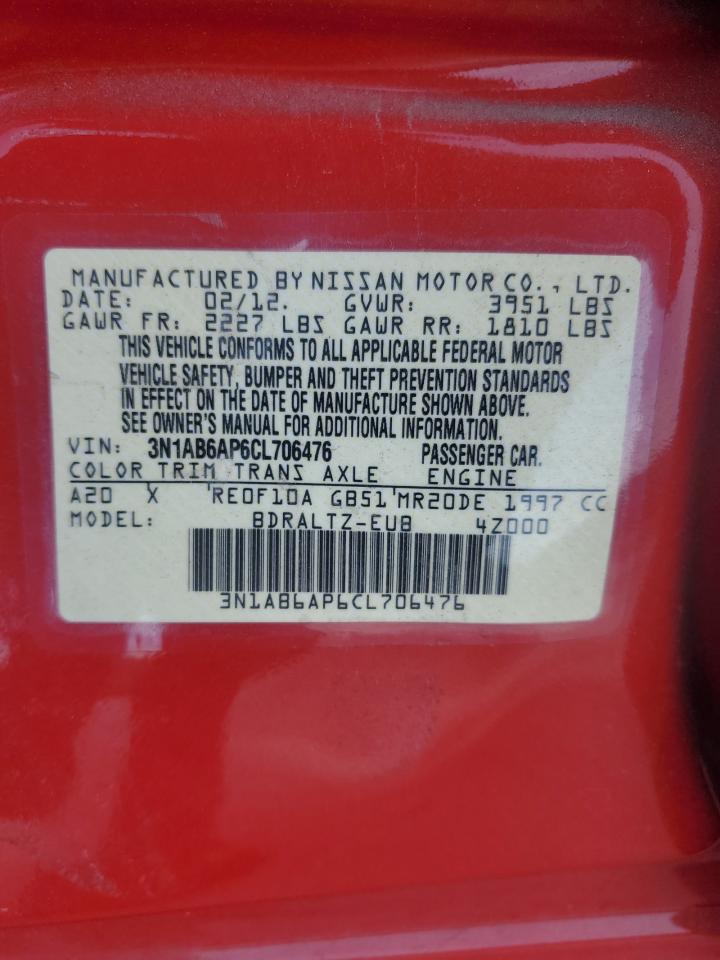 MANUFACTURED BY NISSAN MOTOR CO., LTD.
DATE: 02/12. GVWR: 3951 LBS
GAWR FR: 2227 LBS GAWR RR: 1810 LBS
THIS VEHICLE CONFORMS TO ALL APPLICABLE FEDERAL MOTOR
VEHICLE SAFETY, BUMPER AND THEFT PREVENTION STANDARDS
IN EFFECT ON THE DATE OF MANUFACTURE SHOWN ABOVE.
SEE OWNER'S MANUAL FOR ADDITIONAL INFORMATION.
VIN: 3N1AB6AP6CL706476 PASSENGER CAR.
COLOR TRIM TRANS AXLE ENGINE
A20 X 'RE0F10A GB51'MR20DE 1997 CC
MODEL: BDRALTZ-EUB 4Z000
3N1AB6AP6CL706476